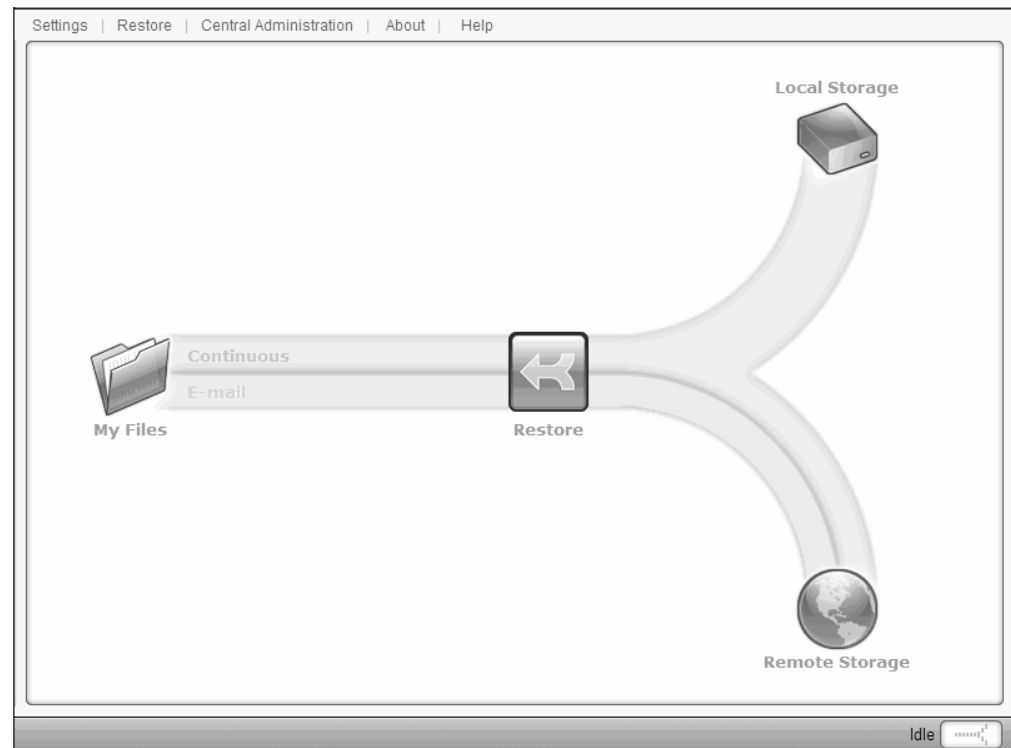 Settings | Restore | Central Administration | About | Help
Local Storage
Continuous
E-mail
My Files
Restore
Remote Storage
Idle